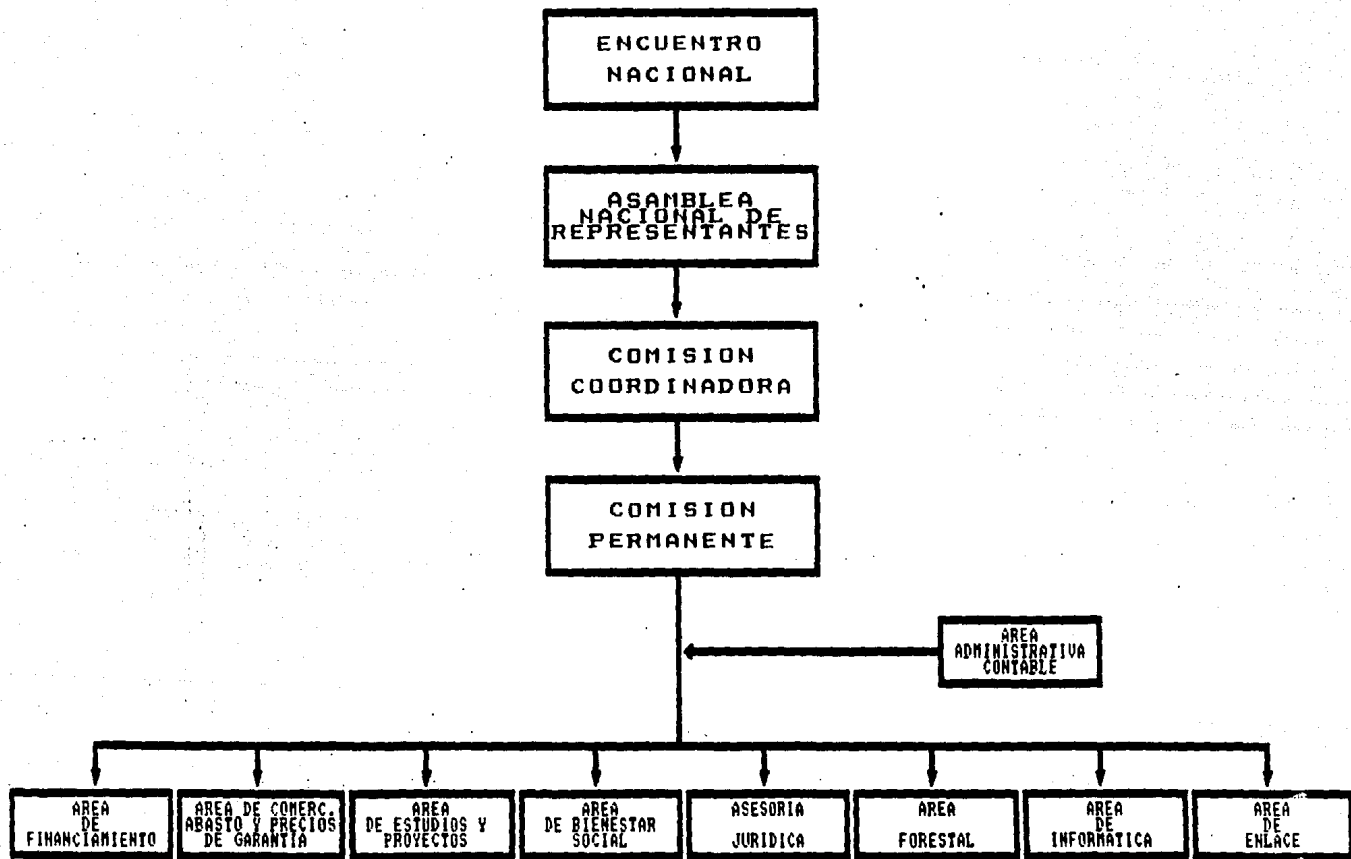 ENCUENTRO
NACIONAL
ASAMBLEA
NACIONAL DE
REPRESENTANTES
COMISION
COORDINADORA
COMISION
PERMANENTE
AREA
ADMINISTRATIVA
CONTABLE
AREA
DE
FINANCIAMIENTO
AREA DE COMERC.
ABASTO Y PRECIOS
DE GARANTIA
AREA
DE ESTUDIOS Y
PROYECTOS
AREA
DE BIENESTAR
SOCIAL
ASESORIA
JURIDICA
AREA
FORESTAL
AREA
DE
INFORMATICA
AREA
DE
ENLACE